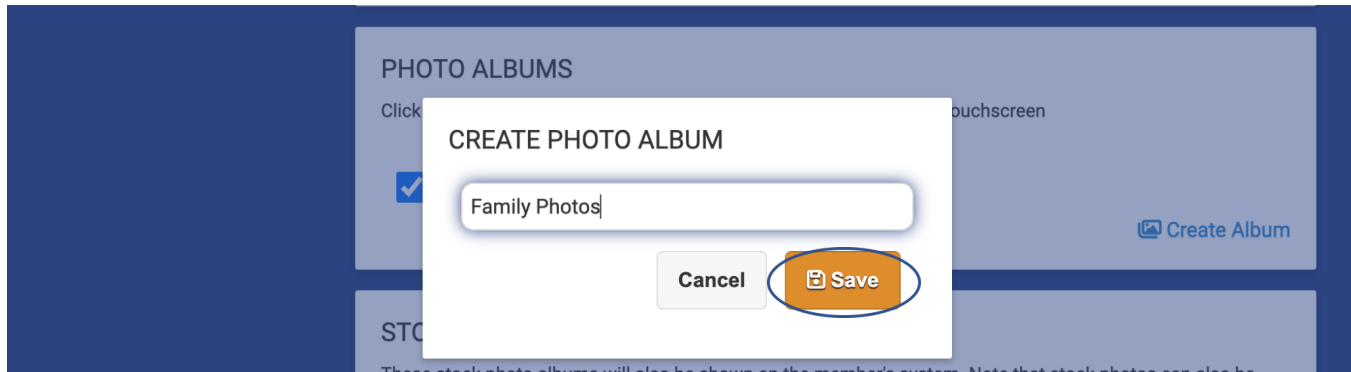 PHOTO ALBUMS
Click ouchscreen
CREATE PHOTO ALBUM
Family Photos
Create Album
Cancel Save
STO
These stock photo albums will also be shown on the member's system. Note that stock photos can also be